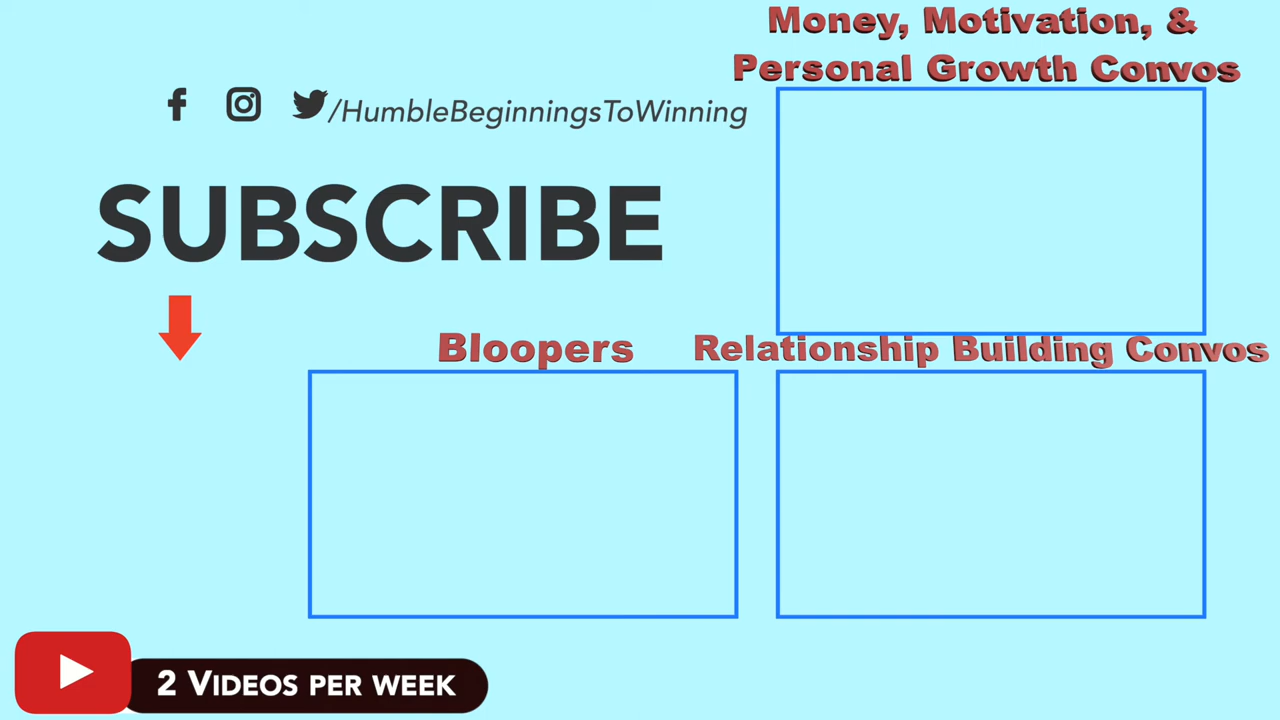 Money, Motivation, &
Personal Growth Convos
/HumbleBeginningsToWinning
SUBSCRIBE
Bloopers
Relationship Building Convos
2 VIDEOS PER WEEK